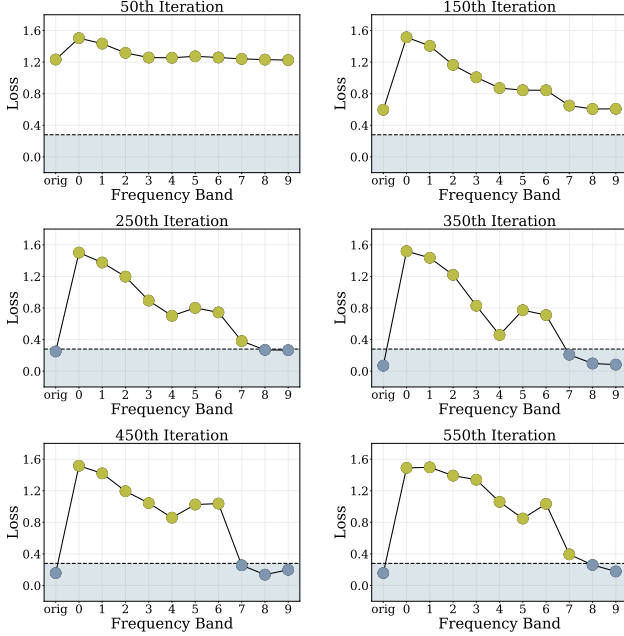 50th Iteration
150th Iteration
1.6
1.2
0.8
0.4
0.0
Loss
orig 0 1 2 3 4 5 6 7 8 9
Frequency Band
1.6
1.2
0.8
0.4
0.0
Loss
orig 0 1 2 3 4 5 6 7 8 9
Frequency Band
250th Iteration
350th Iteration
1.6
1.2
0.8
0.4
0.0
Loss
orig 0 1 2 3 4 5 6 7 8 9
Frequency Band
1.6
1.2
0.8
0.4
0.0
Loss
orig 0 1 2 3 4 5 6 7 8 9
Frequency Band
450th Iteration
550th Iteration
1.6
1.2
0.8
0.4
0.0
Loss
orig 0 1 2 3 4 5 6 7 8 9
Frequency Band
1.6
1.2
0.8
0.4
0.0
Loss
orig 0 1 2 3 4 5 6 7 8 9
Frequency Band